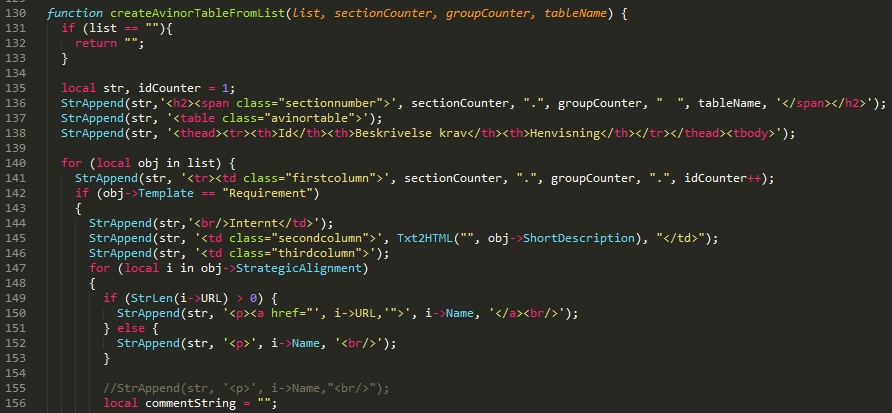 130 function createAvinorTableFromList(list, sectionCounter, groupCounter, tableName) {
131 if (list == ""){
132 return "";
133 }
134
135 local str, idCounter = 1;
136 StrAppend(str,'<h2><span class="sectionnumber">', sectionCounter, ".", groupCounter, "  ", tableName, '</span></h2>');
137 StrAppend(str, '<table class="avinortable">');
138 StrAppend(str, '<thead><tr><th>Id</th><th>Beskrivelse krav</th><th>Henvisning</th></tr></thead><tbody>');
139
140 for (local obj in list) {
141 StrAppend(str, '<tr><td class="firstcolumn">', sectionCounter, ".", groupCounter, ".", idCounter++);
142 if (obj->Template == "Requirement")
143 {
144 StrAppend(str,'<br/>Internt</td>');
145 StrAppend(str, '<td class="secondcolumn">', Txt2HTML("", obj->ShortDescription), "</td>");
146 StrAppend(str, '<td class="thirdcolumn">');
147 for (local i in obj->StrategicAlignment)
148 {
149 if (StrLen(i->URL) > 0) {
150 StrAppend(str, '<p><a href="', i->URL,'">', i->Name, '</a><br/>');
151 } else {
152 StrAppend(str, '<p>', i->Name, '<br/>');
153 }
154
155 //StrAppend(str, '<p>', i->Name,"<br/>");
156 local commentString = "";